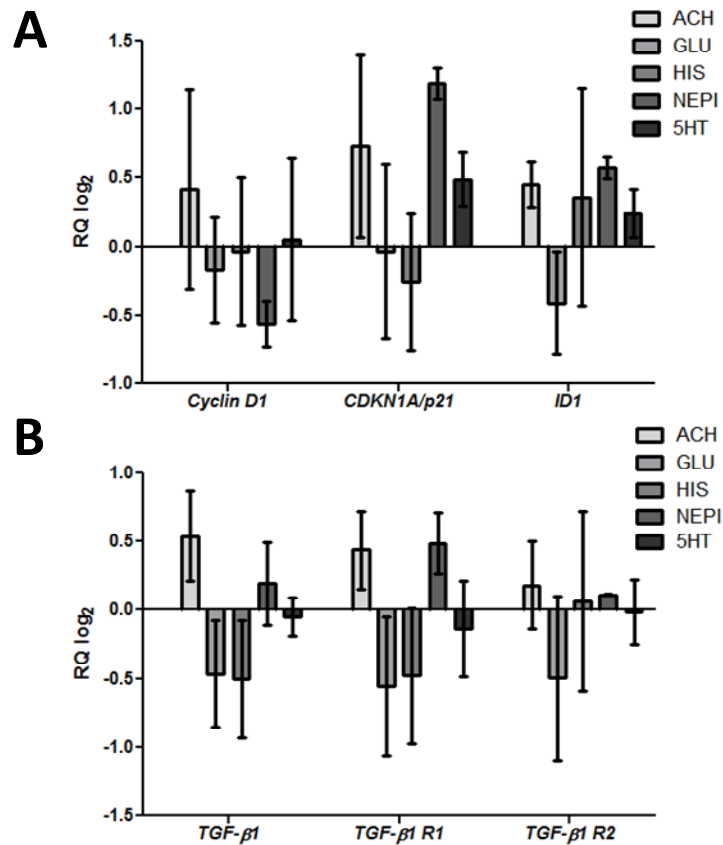 A
ACH
GLU
HIS
NEPI
5HT
RQ log2
1.5
1.0
0.5
0.0
-0.5
-1.0
Cyclin D1 CDKN1A/p21 ID1
B
ACH
GLU
HIS
NEPI
5HT
RQ log2
1.0
0.5
0.0
-0.5
-1.0
-1.5
TGF-β1 TGF-β1 R1 TGF-β1 R2